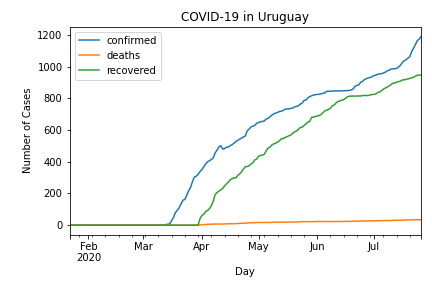 COVID-19 in Uruguay
confirmed
deaths
recovered
Number of Cases
1200
1000
800
600
400
200
0
Feb
2020
Mar
Apr
May
Jun
Jul
Day